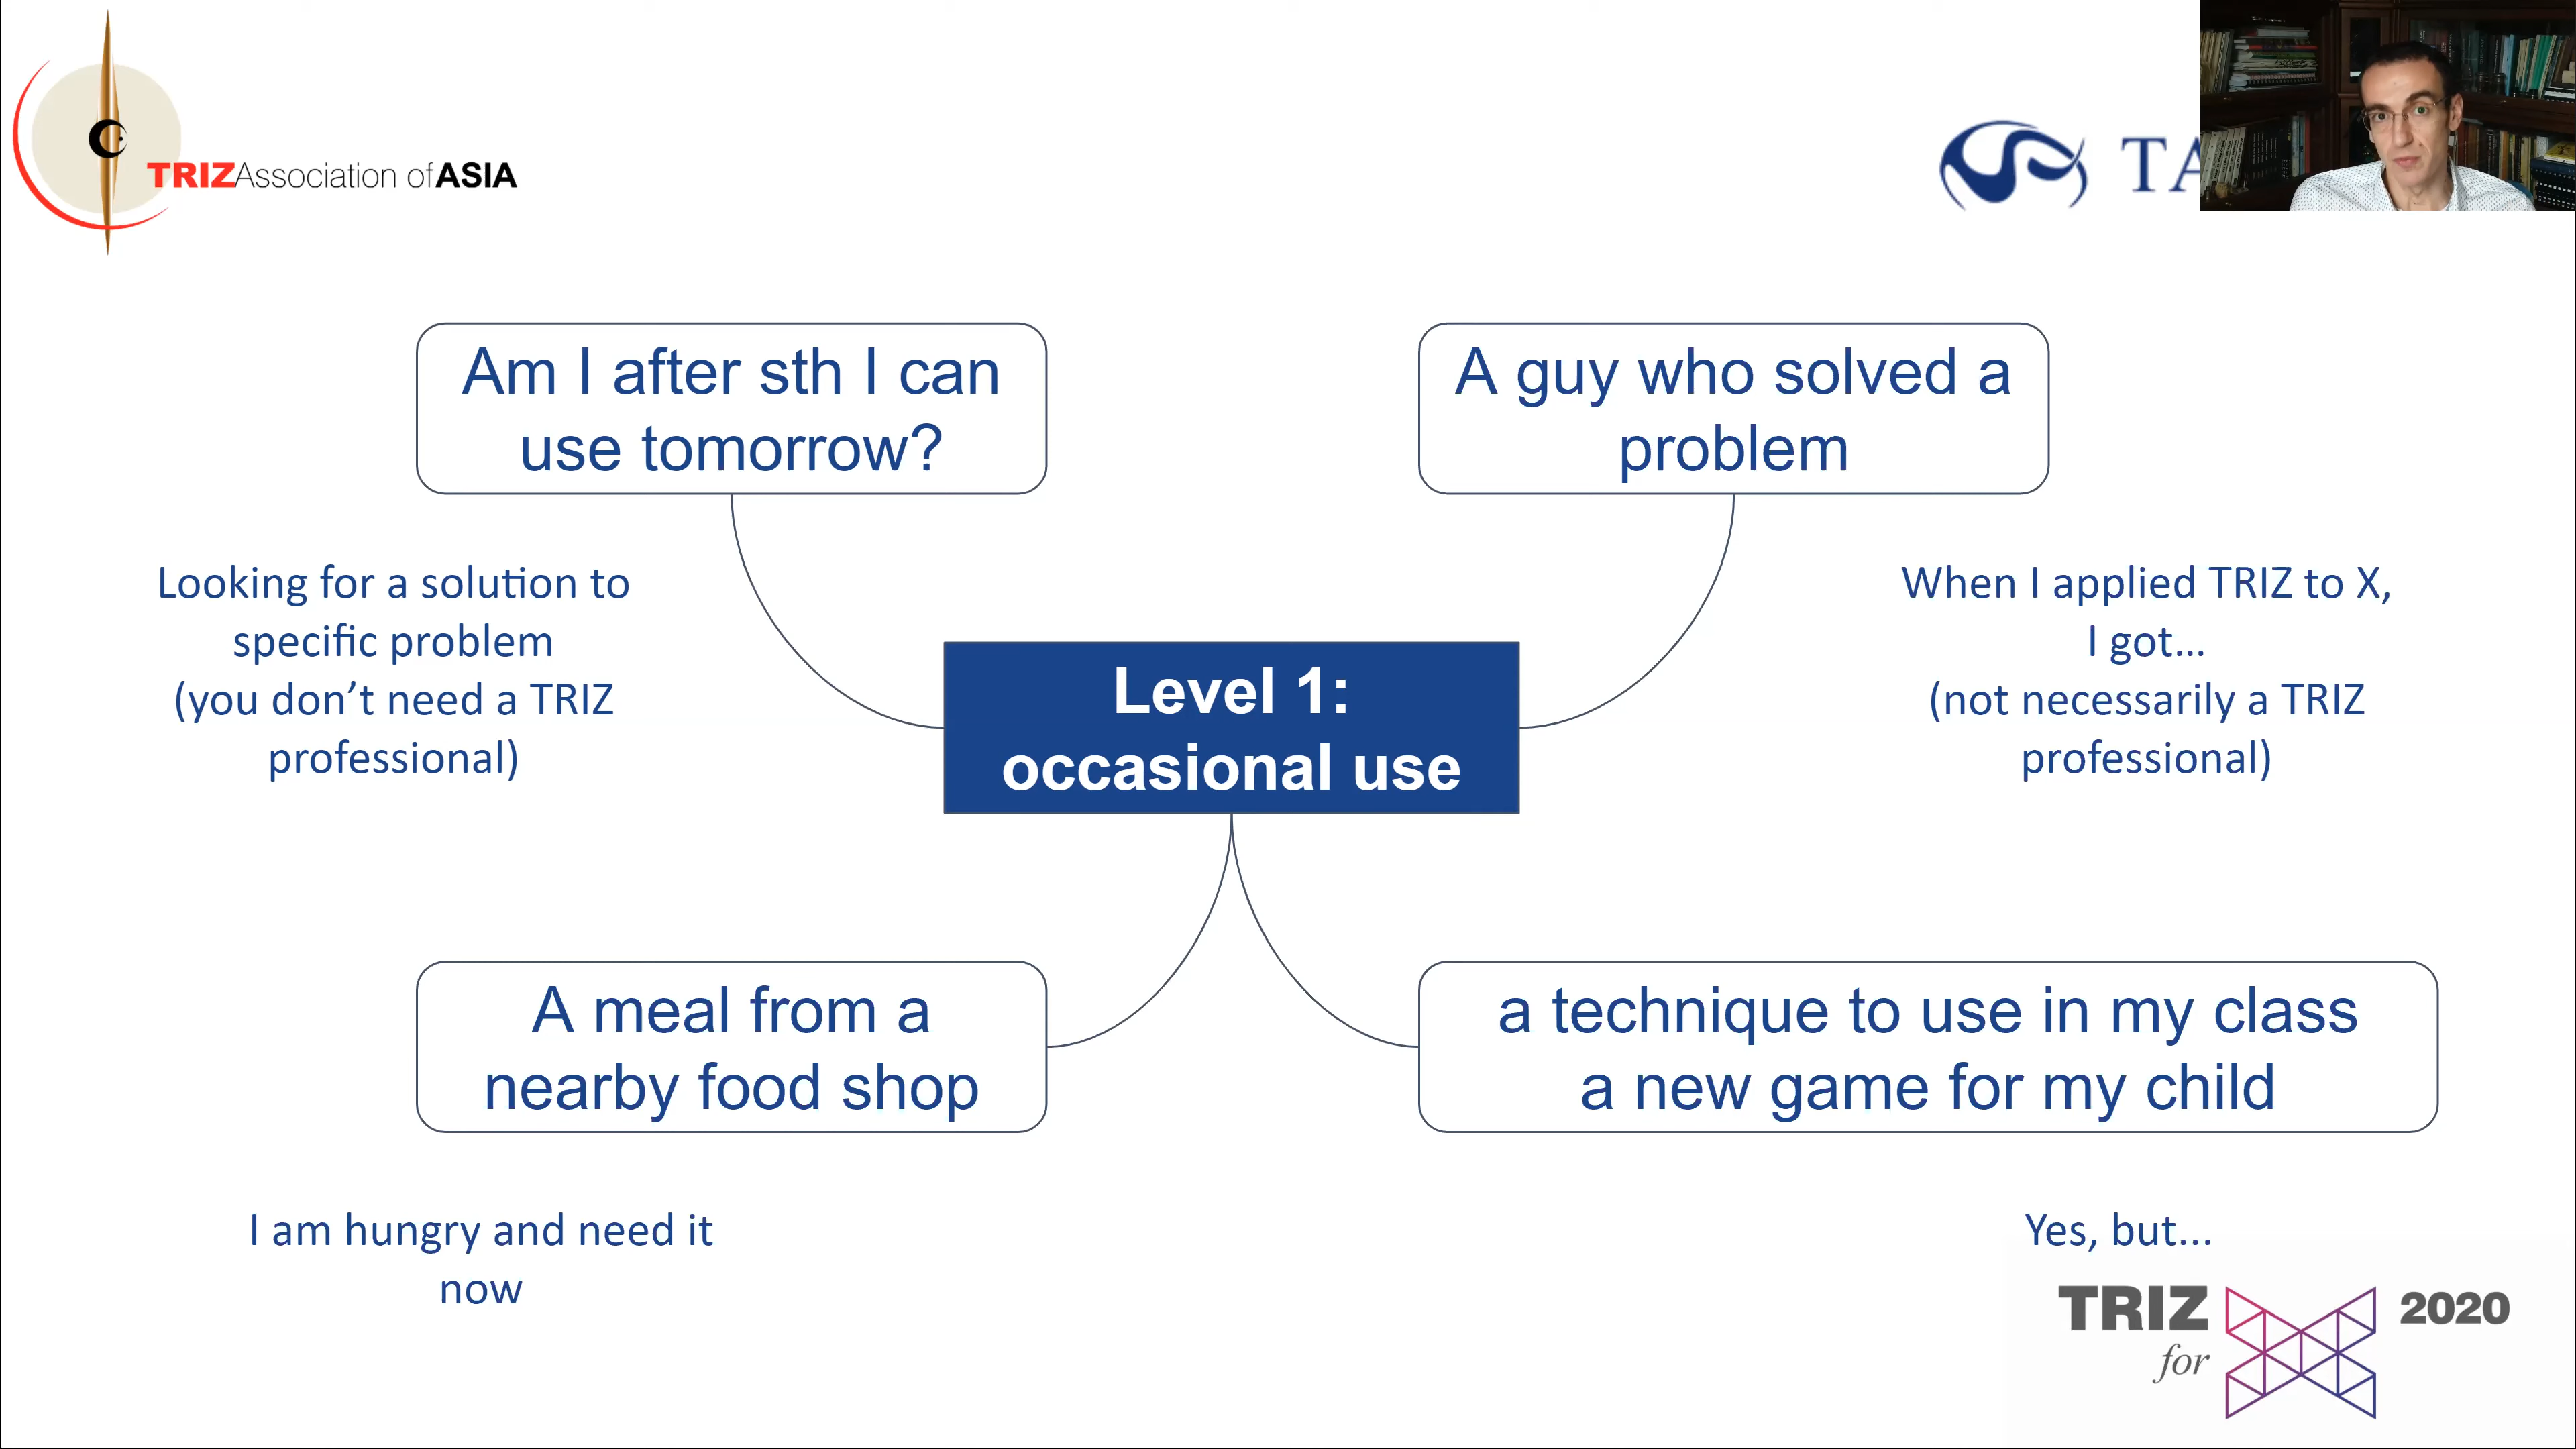 TRIZAssociation of ASIA
Am I after sth I can
use tomorrow?
A guy who solved a
problem
Looking for a solution to
specific problem
(you don’t need a TRIZ
professional)
When I applied TRIZ to X,
I got...
(not necessarily a TRIZ
professional)
Level 1:
occasional use
A meal from a
nearby food shop
a technique to use in my class
a new game for my child
I am hungry and need it
now
Yes, but...
TRIZ
for
2020